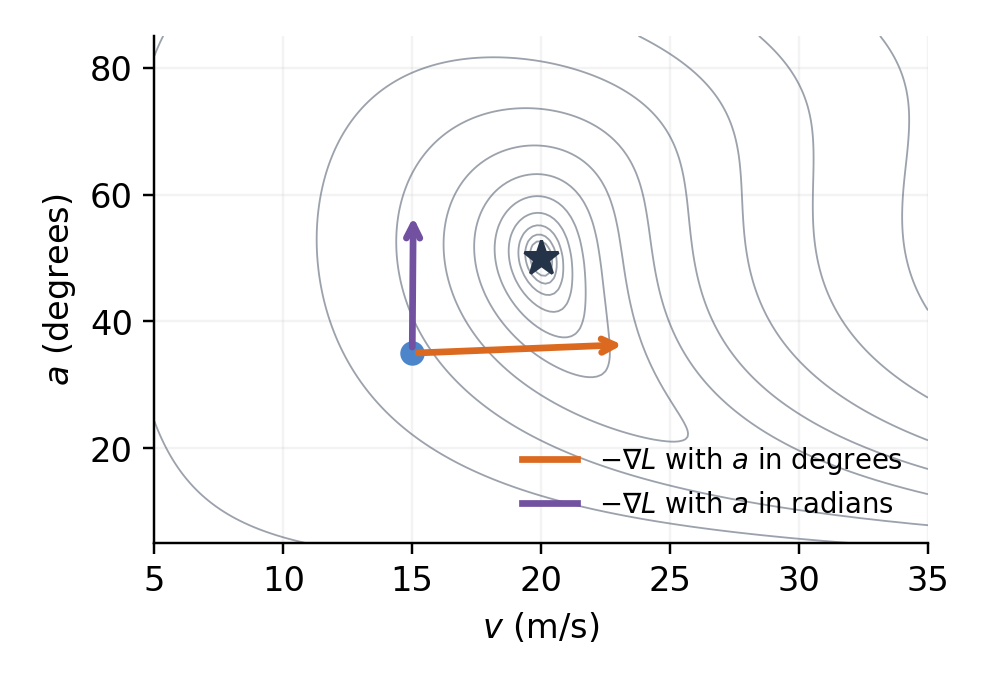 80
60
40
20
a (degrees)
−∇L with a in degrees
−∇L with a in radians
5 10 15 20 25 30 35
v (m/s)